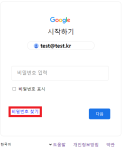 Google
시작하기
test@test.kr
비밀번호 입력
비밀번호 표시
비밀번호 찾기
다음
한국어
도움말 개인정보처리방침 약관